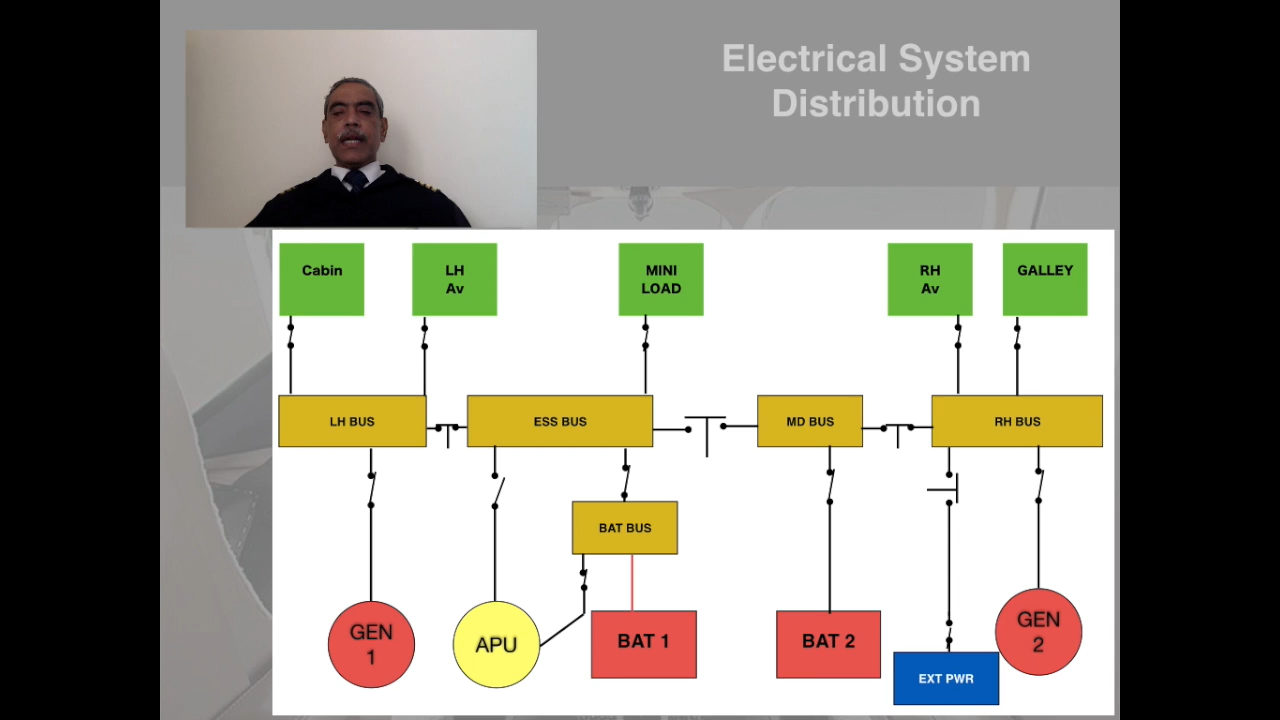 Electrical System
Distribution
Cabin
LH
Av
MINI
LOAD
RH
Av
GALLEY
LH BUS
ESS BUS
MD BUS
RH BUS
BAT BUS
GEN
1
APU
BAT 1
BAT 2
GEN
2
EXT PWR